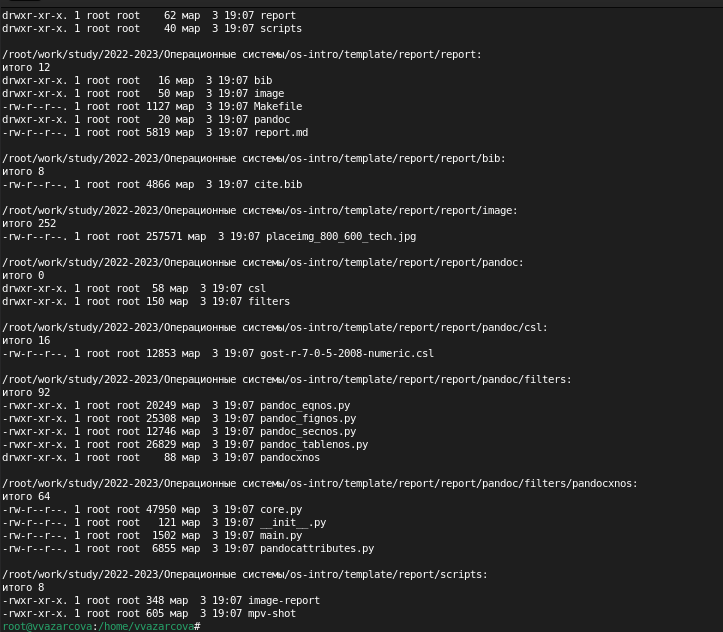 drwxr-xr-x. 1 root root    62 мар  3 19:07 report
drwxr-xr-x. 1 root root    40 мар  3 19:07 scripts
/root/work/study/2022-2023/Операционные системы/os-intro/template/report/report:
итого 12
drwxr-xr-x. 1 root root   16 мар  3 19:07 bib
drwxr-xr-x. 1 root root   50 мар  3 19:07 image
-rw-r--r--. 1 root root 1127 мар  3 19:07 Makefile
drwxr-xr-x. 1 root root   20 мар  3 19:07 pandoc
-rw-r--r--. 1 root root 5819 мар  3 19:07 report.md
/root/work/study/2022-2023/Операционные системы/os-intro/template/report/report/bib:
итого 8
-rw-r--r--. 1 root root 4866 мар  3 19:07 cite.bib
/root/work/study/2022-2023/Операционные системы/os-intro/template/report/report/image:
итого 252
-rw-r--r--. 1 root root 257571 мар  3 19:07 placeimg_800_600_tech.jpg
/root/work/study/2022-2023/Операционные системы/os-intro/template/report/report/pandoc:
итого 0
drwxr-xr-x. 1 root root  58 мар  3 19:07 csl
drwxr-xr-x. 1 root root 150 мар  3 19:07 filters
/root/work/study/2022-2023/Операционные системы/os-intro/template/report/report/pandoc/csl:
итого 16
-rw-r--r--. 1 root root 12853 мар  3 19:07 gost-r-7-0-5-2008-numeric.csl
/root/work/study/2022-2023/Операционные системы/os-intro/template/report/report/pandoc/filters:
итого 92
-rwxr-xr-x. 1 root root 20249 мар  3 19:07 pandoc_eqnos.py
-rwxr-xr-x. 1 root root 25308 мар  3 19:07 pandoc_fignos.py
-rwxr-xr-x. 1 root root 12746 мар  3 19:07 pandoc_secnos.py
-rwxr-xr-x. 1 root root 26829 мар  3 19:07 pandoc_tablenos.py
drwxr-xr-x. 1 root root    88 мар  3 19:07 pandocxnos
/root/work/study/2022-2023/Операционные системы/os-intro/template/report/report/pandoc/filters/pandocxnos:
итого 64
-rw-r--r--. 1 root root 47950 мар  3 19:07 core.py
-rw-r--r--. 1 root root   121 мар  3 19:07 __init__.py
-rw-r--r--. 1 root root  1502 мар  3 19:07 main.py
-rw-r--r--. 1 root root  6855 мар  3 19:07 pandocattributes.py
/root/work/study/2022-2023/Операционные системы/os-intro/template/report/scripts:
итого 8
-rwxr-xr-x. 1 root root 348 мар  3 19:07 image-report
-rwxr-xr-x. 1 root root 605 мар  3 19:07 mpv-shot
root@vvazarcova:/home/vvazarcova#